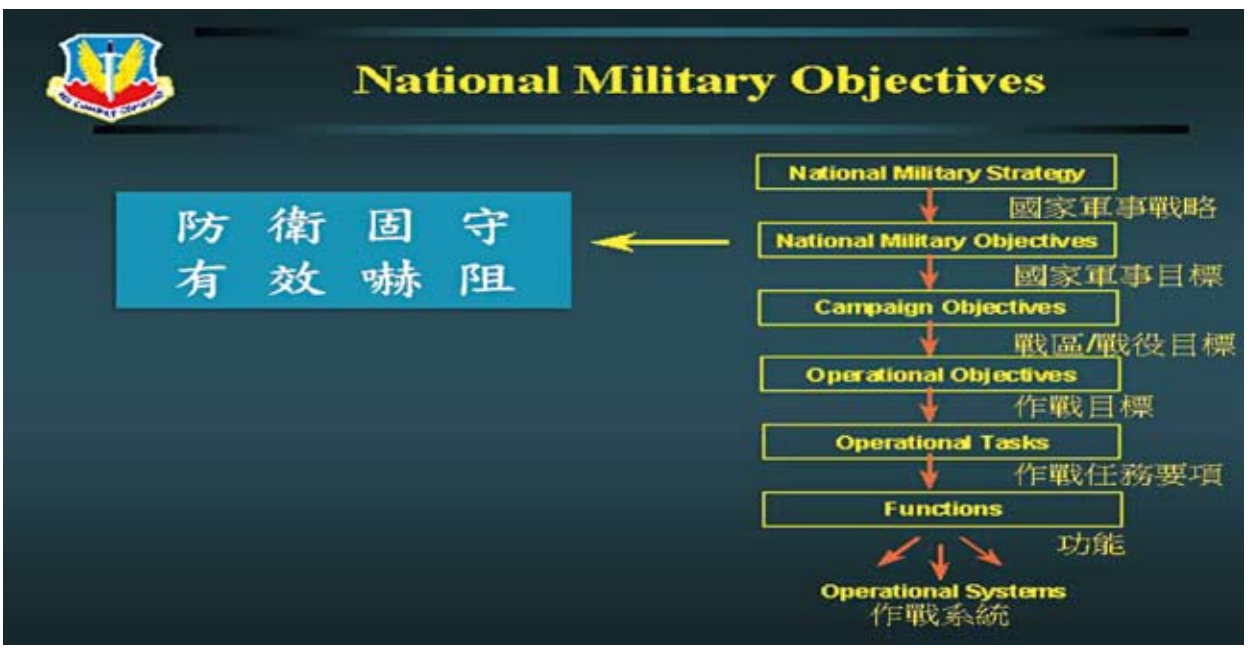 National Military Objectives
防衛固守
有效嚇阻
National Military Strategy
國家軍事戰略
National Military Objectives
國家軍事目標
Campaign Objectives
戰區/戰役目標
Operational Objectives
作戰目標
Operational Tasks
作戰任務要項
Functions
功能
Operational Systems
作戰系統